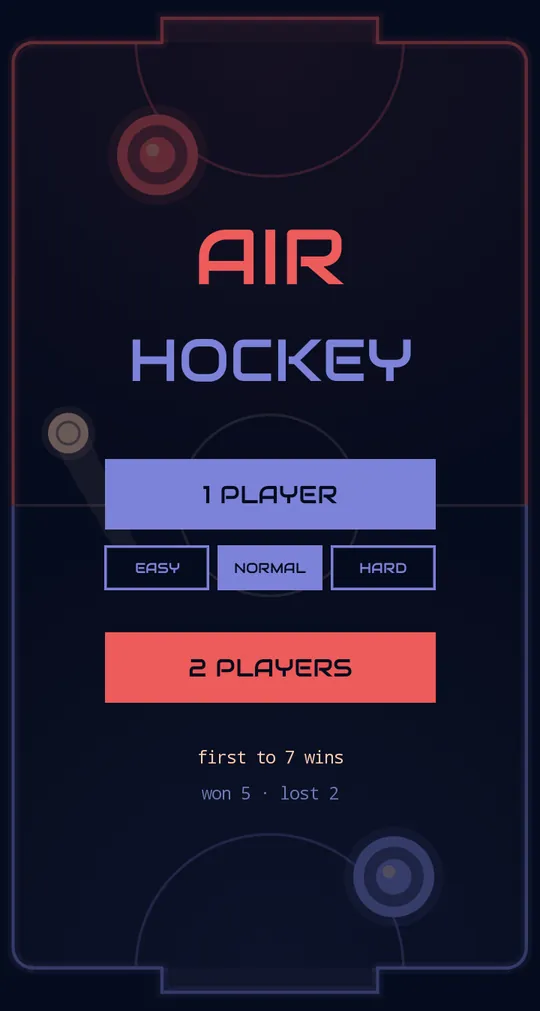 AIR
HOCKEY
1 PLAYER
EASY NORMAL HARD
2 PLAYERS
first to 7 wins
won 5 · lost 2